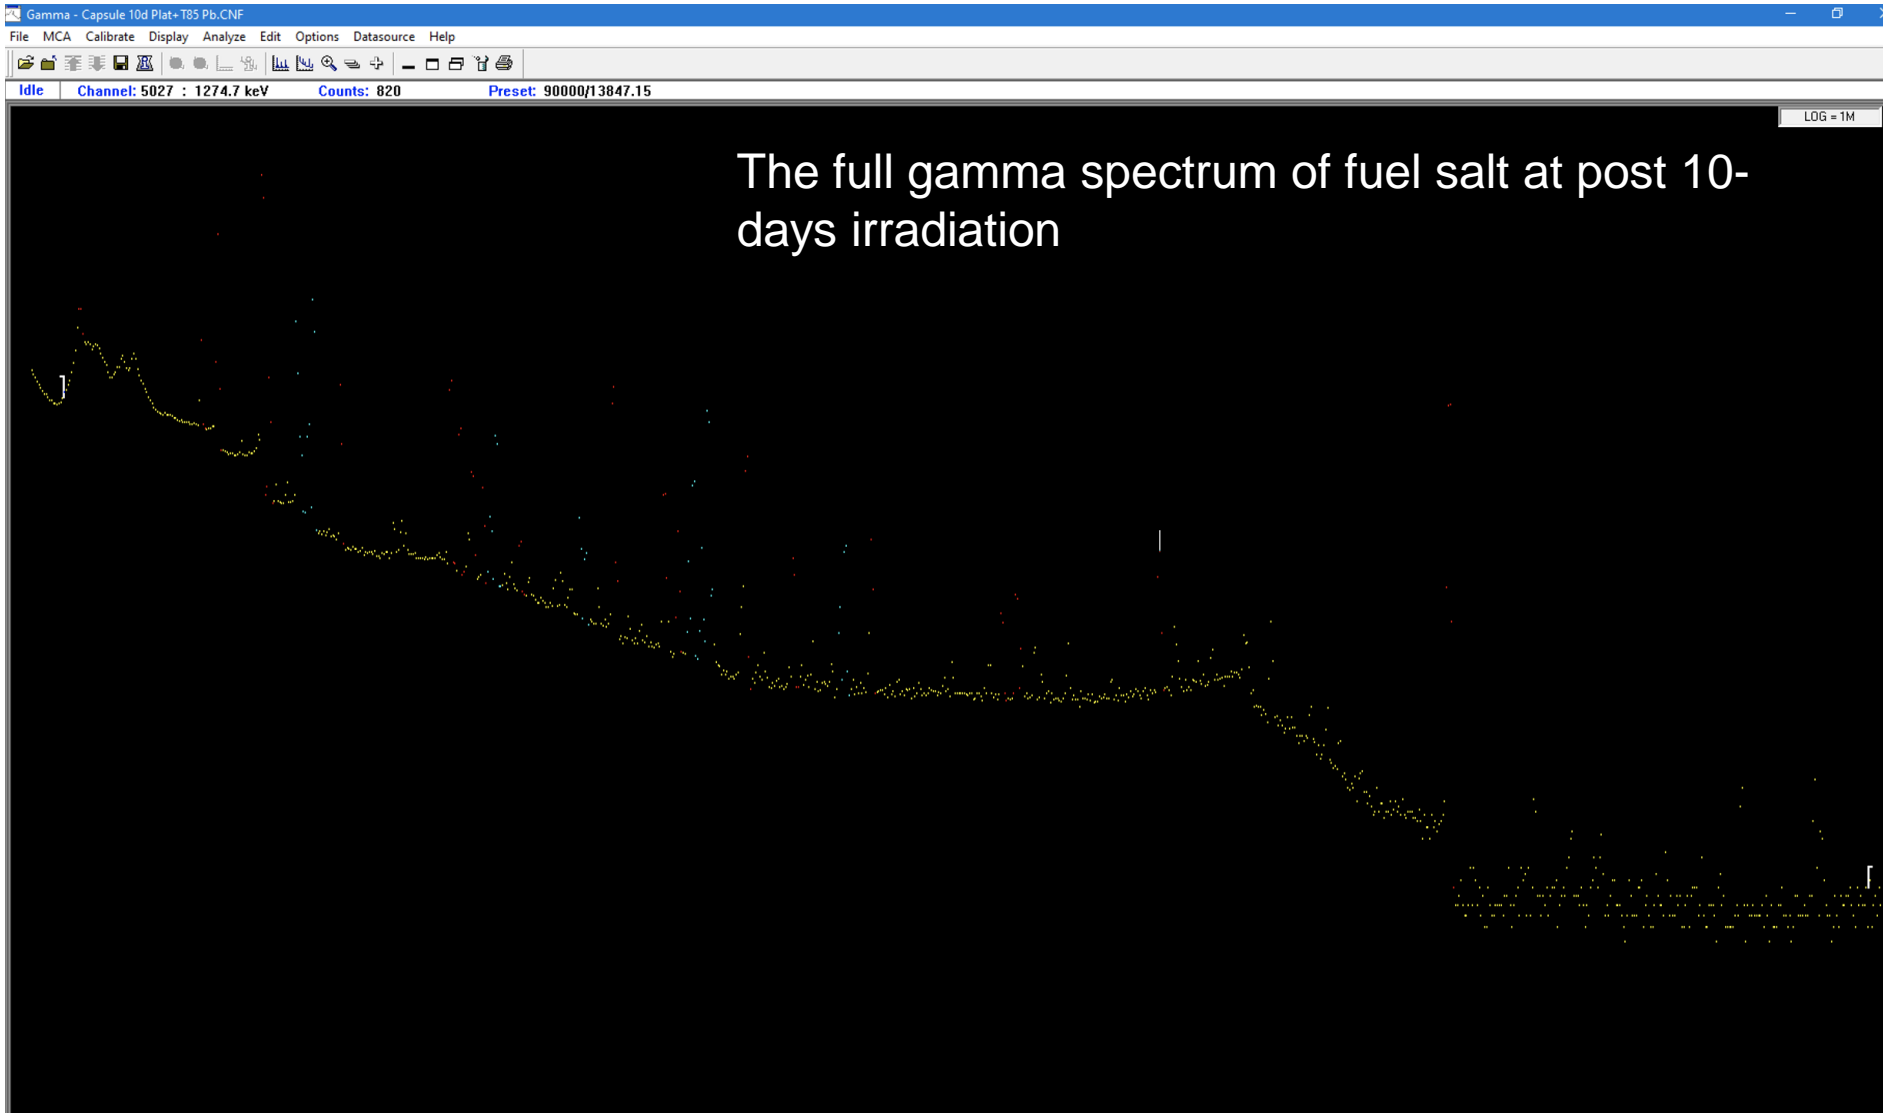 Gamma - Capsule 10d Plat+T85 Pb.CNF
File MCA Calibrate Display Analyze Edit Options Datasource Help
Idle Channel: 5027 : 1274.7 keV Counts: 820 Preset: 90000/13847.15
LOG = 1M
The full gamma spectrum of fuel salt at post 10-
days irradiation